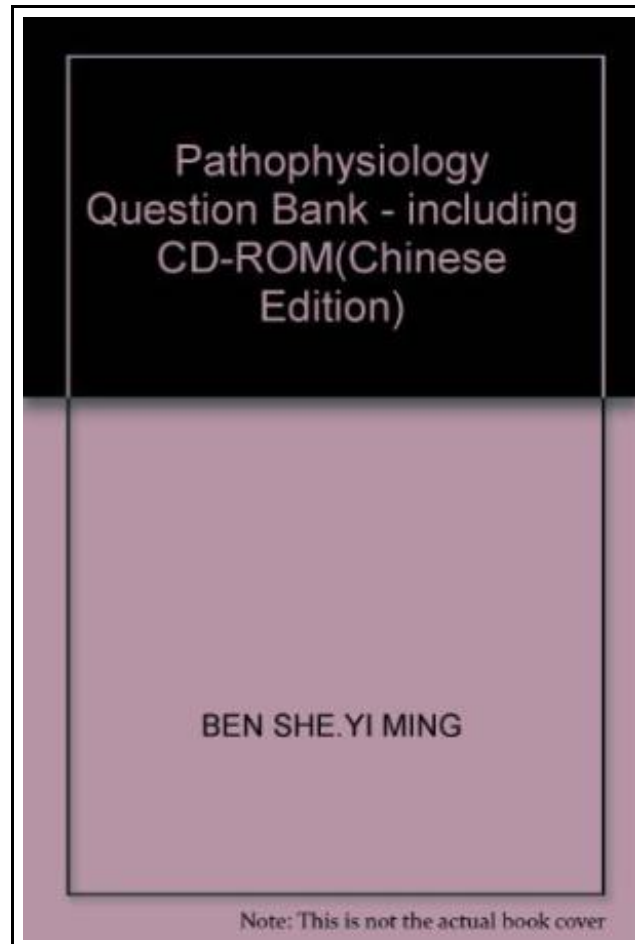 Pathophysiology
Question Bank - including
CD-ROM(Chinese
Edition)
BEN SHE.YI MING
Note: This is not the actual book cover